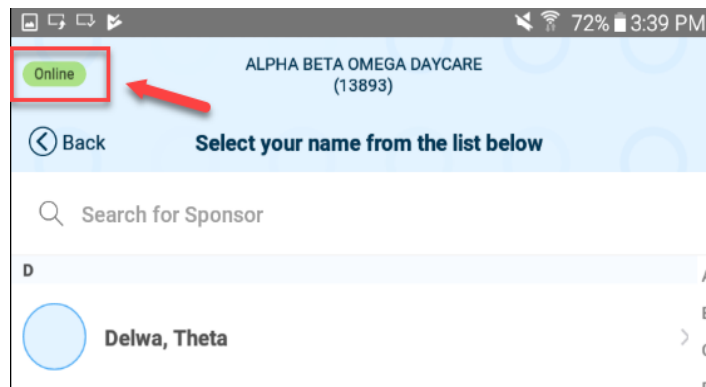 72% 3:39 PM
Online
ALPHA BETA OMEGA DAYCARE
(13893)
Back
Select your name from the list below
Search for Sponsor
D
Delwa, Theta